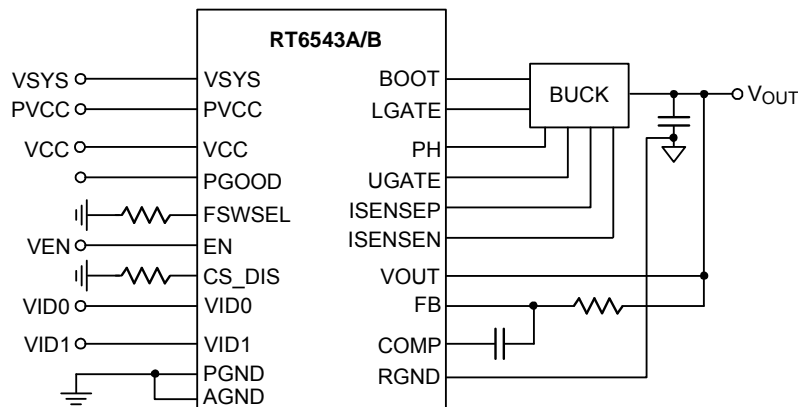 RT6543A/B
VSYS VSYS BOOT BUCK VOUT
PVCC PVCC LGATE
VCC VCC PH
PGOOD UGATE
FSWSEL ISENSEP
VEN EN ISENSEN
CS_DIS VOUT
VID0 VID0 FB
VID1 VID1 COMP
PGND RGND
AGND